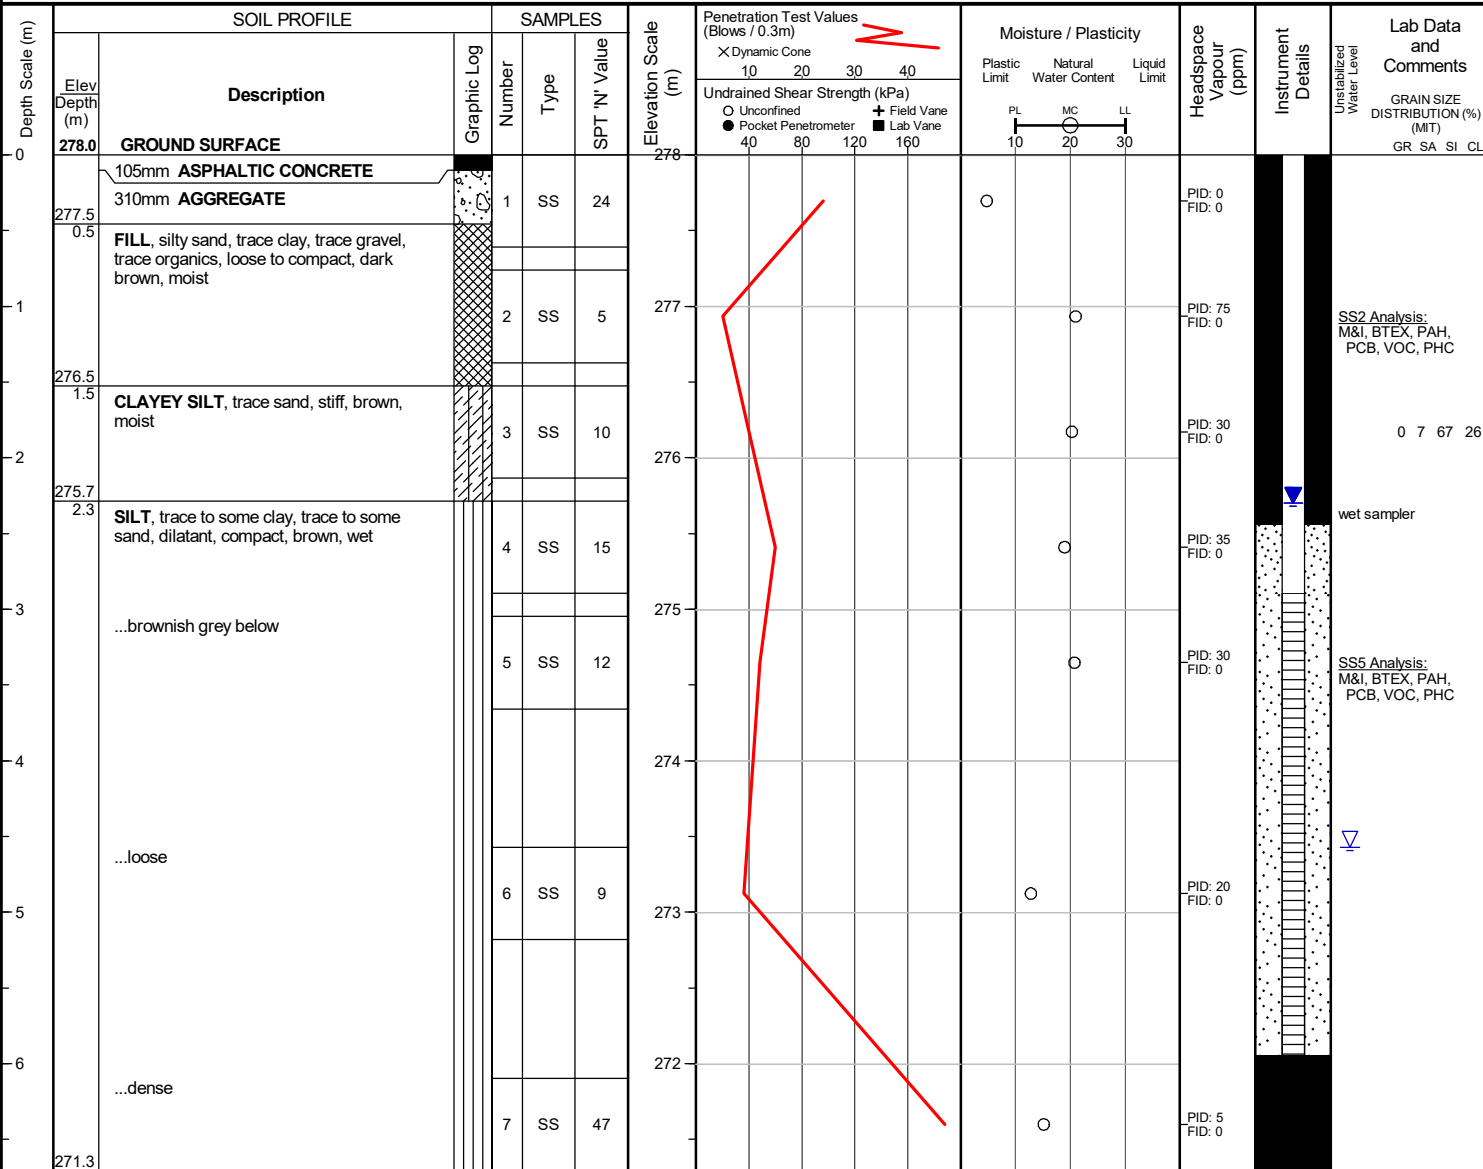 SOIL PROFILE
SAMPLES
Depth Scale (m)
Elev
Depth
(m)
Description
Graphic Log
Number
Type
SPT 'N' Value
Elevation Scale
(m)
Penetration Test Values
(Blows / 0.3m)
Dynamic Cone
10 20 30 40
Undrained Shear Strength (kPa)
Unconfined Field Vane
Pocket Penetrometer Lab Vane
40 80 120 160
Moisture / Plasticity
Plastic
Limit
Natural
Water Content
Liquid
Limit
PL MC LL
10 20 30
Headspace
Vapour
(ppm)
Instrument
Details
Unstabilized
Water Level
Lab Data
and
Comments
GRAIN SIZE
DISTRIBUTION (%)
(MIT)
GR SA SI CL
278.0 GROUND SURFACE
0
278
105mm ASPHALTIC CONCRETE
310mm AGGREGATE
277.5
0.5
1 SS 24
PID: 0
FID: 0
FILL, silty sand, trace clay, trace gravel,
trace organics, loose to compact, dark
brown, moist
1
277
2 SS 5
PID: 75
FID: 0
SS2 Analysis:
M&I, BTEX, PAH,
PCB, VOC, PHC
276.5
1.5
CLAYEY SILT, trace sand, stiff, brown,
moist
3 SS 10
PID: 30
FID: 0
0 7 67 26
2
276
275.7
2.3
SILT, trace to some clay, trace to some
sand, dilatant, compact, brown, wet
wet sampler
4 SS 15
PID: 35
FID: 0
3
275
...brownish grey below
5 SS 12
PID: 30
FID: 0
SS5 Analysis:
M&I, BTEX, PAH,
PCB, VOC, PHC
4
274
...loose
6 SS 9
PID: 20
FID: 0
5
273
6
272
...dense
7 SS 47
PID: 5
FID: 0
271.3